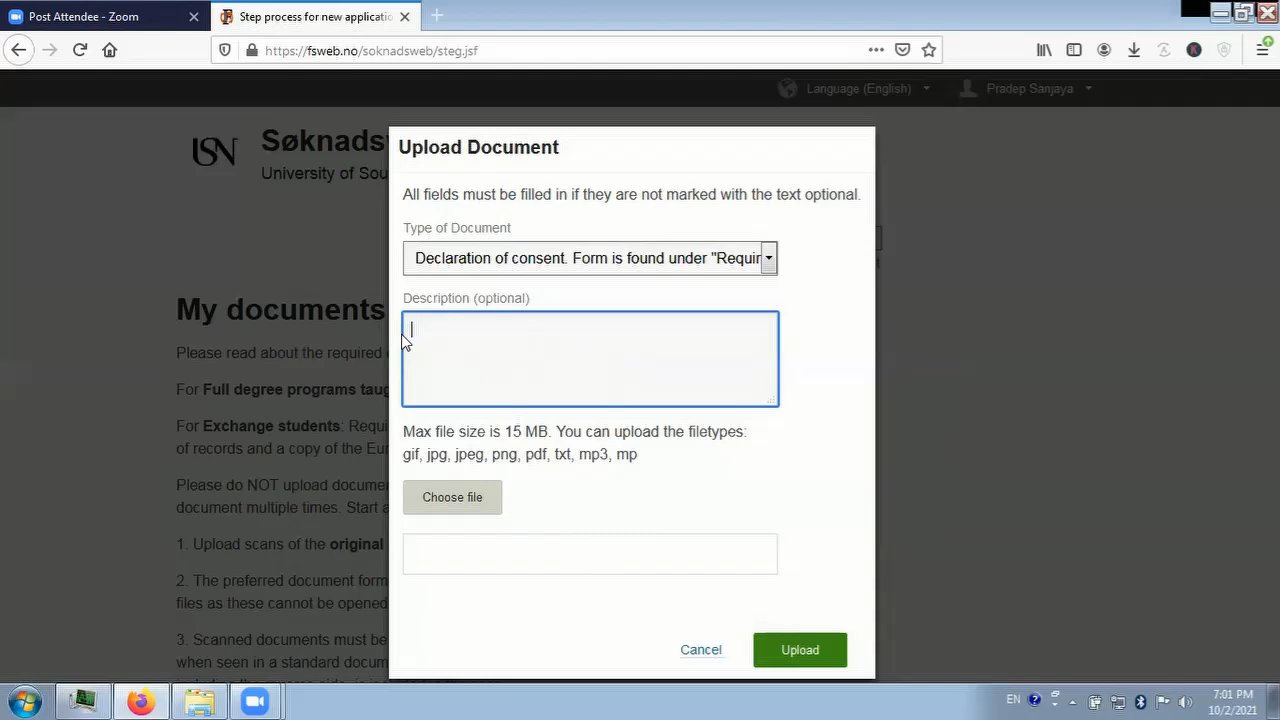 Post Attendee - Zoom
Step process for new applicatio
https://fsweb.no/soknadsweb/steg.jsf
Language (English)
Pradep Sanjaya
USN
Søknadsw
University of Sou
Upload Document
All fields must be filled in if they are not marked with the text optional.
Type of Document
Declaration of consent. Form is found under "Requir
Description (optional)
Max file size is 15 MB. You can upload the filetypes:
gif, jpg, jpeg, png, pdf, txt, mp3, mp
Choose file
Cancel
Upload
My documents
Please read about the required
For Full degree programs taug
For Exchange students: Requi
of records and a copy of the Eur
Please do NOT upload documen
document multiple times. Start a
1. Upload scans of the original
2. The preferred document form
files as these cannot be opened
3. Scanned documents must be
when seen in a standard docum
EN
7:01 PM
10/2/2021